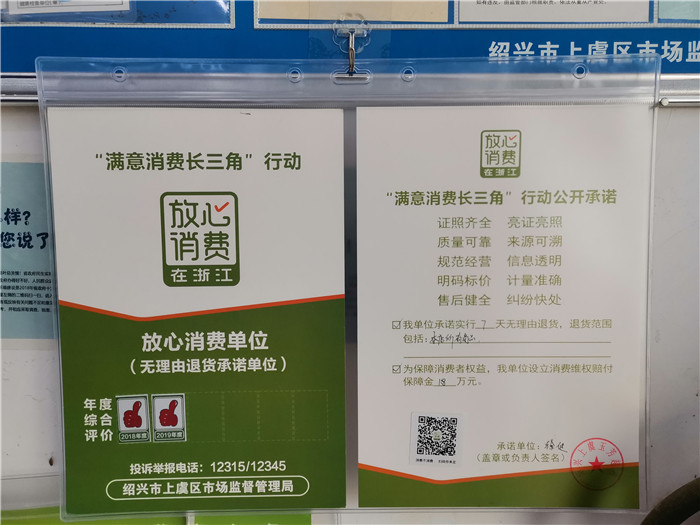 绍兴市上虞区市场监
样?
您说了
“满意消费长三角”行动
放心
消费
在浙江
放心消费单位
（无理由退货承诺单位）
年度
综合
评价
2018年度
2019年度
投诉举报电话：12315/12345
绍兴市上虞区市场监督管理局
放心
消费
在浙江
“满意消费长三角”行动公开承诺
证照齐全 亮证亮照
质量可靠 来源可溯
规范经营 信息透明
明码标价 计量准确
售后健全 纠纷快处
我单位承诺实行 7 天无理由退货，退货范围
包括：本店所有商品
为保障消费者权益，我单位设立消费维权赔付
保障金 18 万元。
承诺单位：
（盖章或负责人签名）